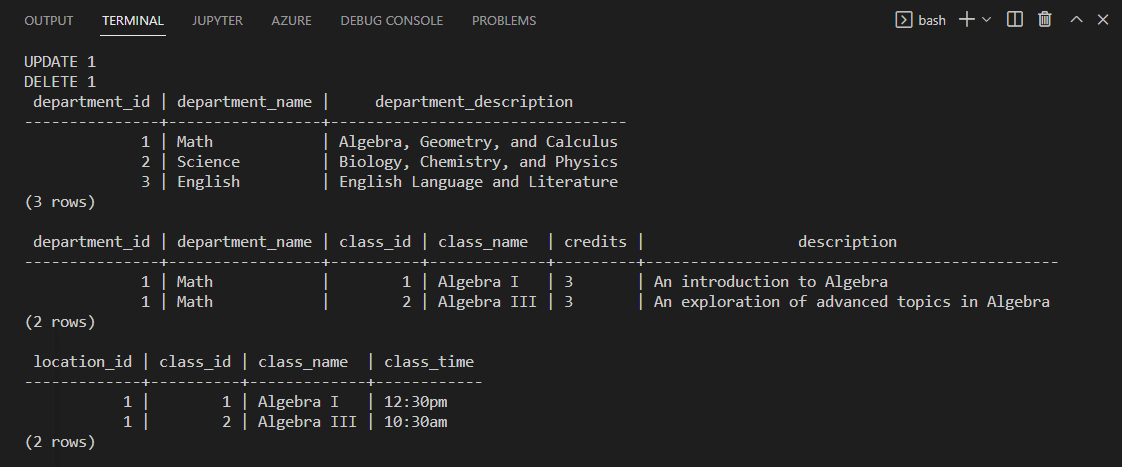 OUTPUT TERMINAL JUPYTER AZURE DEBUG CONSOLE PROBLEMS bash
UPDATE 1
DELETE 1
 department_id | department_name |     department_description
---------------+-----------------+---------------------------------
             1 | Math            | Algebra, Geometry, and Calculus
             2 | Science         | Biology, Chemistry, and Physics
             3 | English         | English Language and Literature
(3 rows)
 department_id | department_name | class_id | class_name  | credits |                 description
---------------+-----------------+----------+-------------+---------+----------------------------------------------
             1 | Math            |        1 | Algebra I   | 3       | An introduction to Algebra
             1 | Math            |        2 | Algebra III | 3       | An exploration of advanced topics in Algebra
(2 rows)
 location_id | class_id | class_name  | class_time
-------------+----------+-------------+------------
           1 |        1 | Algebra I   | 12:30pm
           1 |        2 | Algebra III | 10:30am
(2 rows)